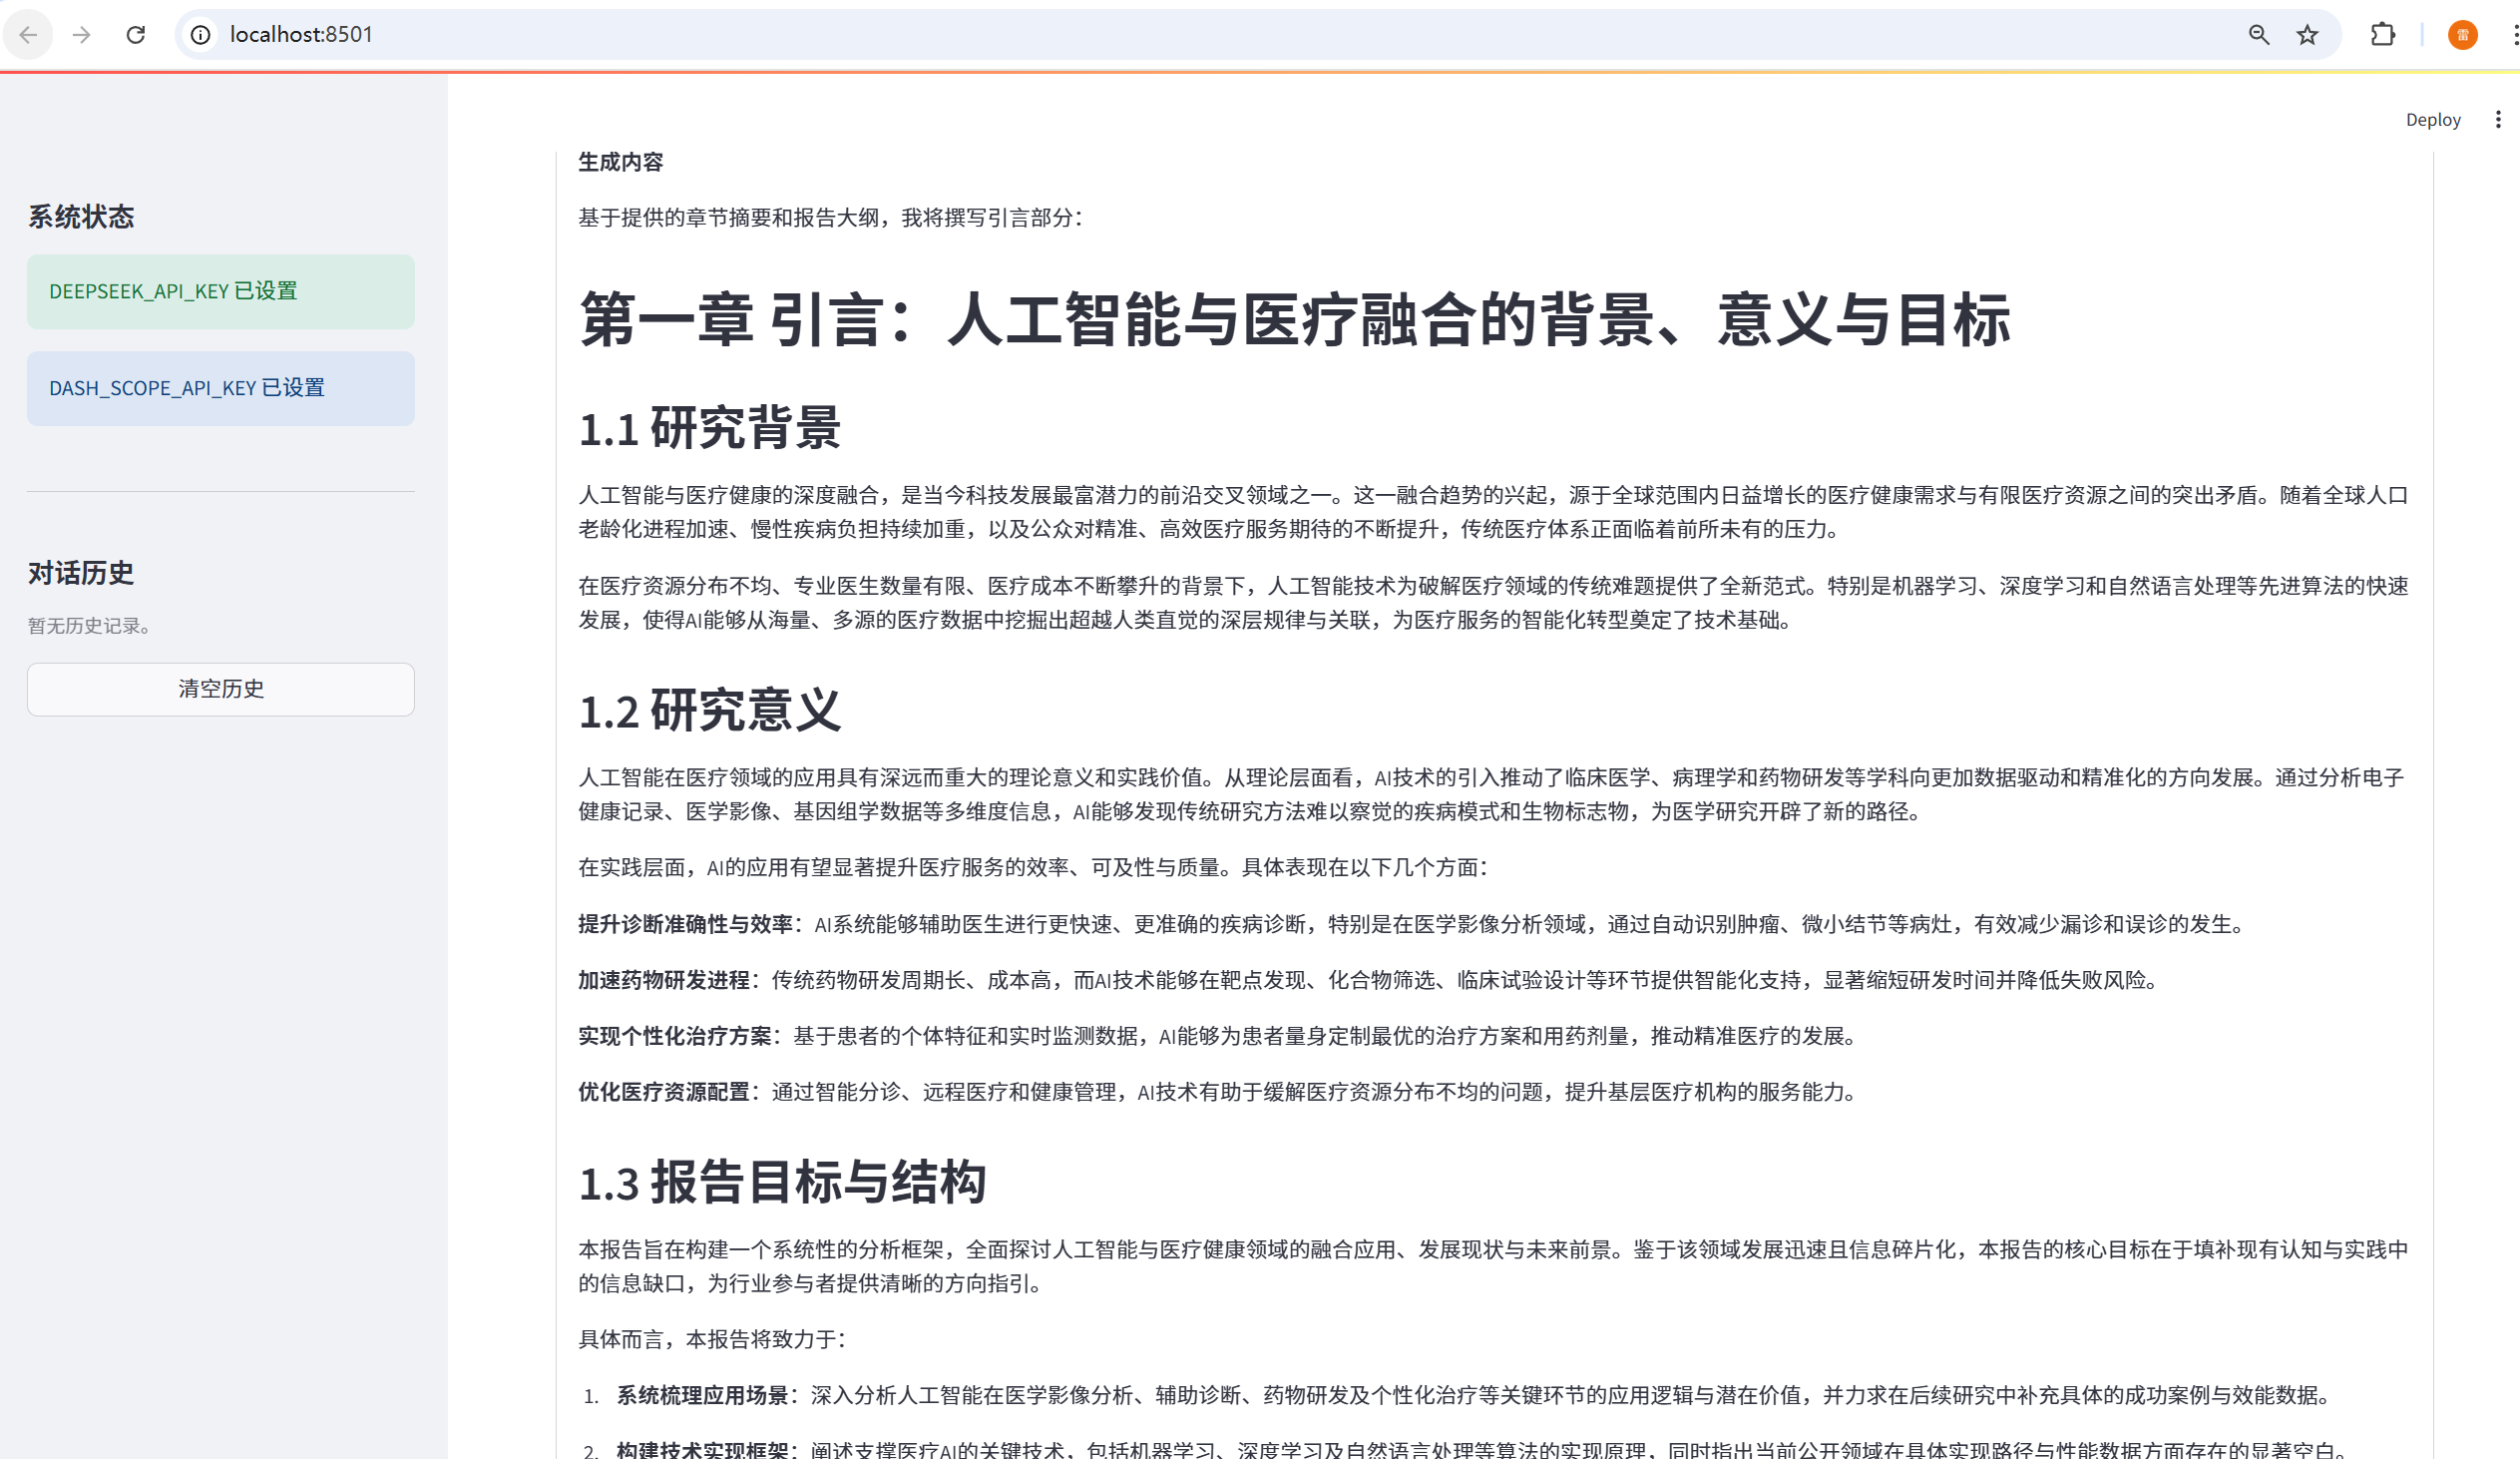 localhost:8501
雷
Deploy
系统状态
DEEPSEEK_API_KEY 已设置
DASH_SCOPE_API_KEY 已设置
对话历史
暂无历史记录。
清空历史
生成内容
基于提供的章节摘要和报告大纲，我将撰写引言部分：
第一章 引言：人工智能与医疗融合的背景、意义与目标
1.1 研究背景
人工智能与医疗健康的深度融合，是当今科技发展最富潜力的前沿交叉领域之一。这一融合趋势的兴起，源于全球范围内日益增长的医疗健康需求与有限医疗资源之间的突出矛盾。随着全球人口
老龄化进程加速、慢性疾病负担持续加重，以及公众对精准、高效医疗服务期待的不断提升，传统医疗体系正面临着前所未有的压力。
在医疗资源分布不均、专业医生数量有限、医疗成本不断攀升的背景下，人工智能技术为破解医疗领域的传统难题提供了全新范式。特别是机器学习、深度学习和自然语言处理等先进算法的快速
发展，使得AI能够从海量、多源的医疗数据中挖掘出超越人类直觉的深层规律与关联，为医疗服务的智能化转型奠定了技术基础。
1.2 研究意义
人工智能在医疗领域的应用具有深远而重大的理论意义和实践价值。从理论层面看，AI技术的引入推动了临床医学、病理学和药物研发等学科向更加数据驱动和精准化的方向发展。通过分析电子
健康记录、医学影像、基因组学数据等多维度信息，AI能够发现传统研究方法难以察觉的疾病模式和生物标志物，为医学研究开辟了新的路径。
在实践层面，AI的应用有望显著提升医疗服务的效率、可及性与质量。具体表现在以下几个方面：
提升诊断准确性与效率：AI系统能够辅助医生进行更快速、更准确的疾病诊断，特别是在医学影像分析领域，通过自动识别肿瘤、微小结节等病灶，有效减少漏诊和误诊的发生。
加速药物研发进程：传统药物研发周期长、成本高，而AI技术能够在靶点发现、化合物筛选、临床试验设计等环节提供智能化支持，显著缩短研发时间并降低失败风险。
实现个性化治疗方案：基于患者的个体特征和实时监测数据，AI能够为患者量身定制最优的治疗方案和用药剂量，推动精准医疗的发展。
优化医疗资源配置：通过智能分诊、远程医疗和健康管理，AI技术有助于缓解医疗资源分布不均的问题，提升基层医疗机构的服务能力。
1.3 报告目标与结构
本报告旨在构建一个系统性的分析框架，全面探讨人工智能与医疗健康领域的融合应用、发展现状与未来前景。鉴于该领域发展迅速且信息碎片化，本报告的核心目标在于填补现有认知与实践中
的信息缺口，为行业参与者提供清晰的方向指引。
具体而言，本报告将致力于：
1. 系统梳理应用场景：深入分析人工智能在医学影像分析、辅助诊断、药物研发及个性化治疗等关键环节的应用逻辑与潜在价值，并力求在后续研究中补充具体的成功案例与效能数据。
2. 构建技术实现框架：阐述支撑医疗AI的关键技术，包括机器学习、深度学习及自然语言处理等算法的实现原理，同时指出当前公开领域在具体实现路径与性能数据方面存在的显著空白。